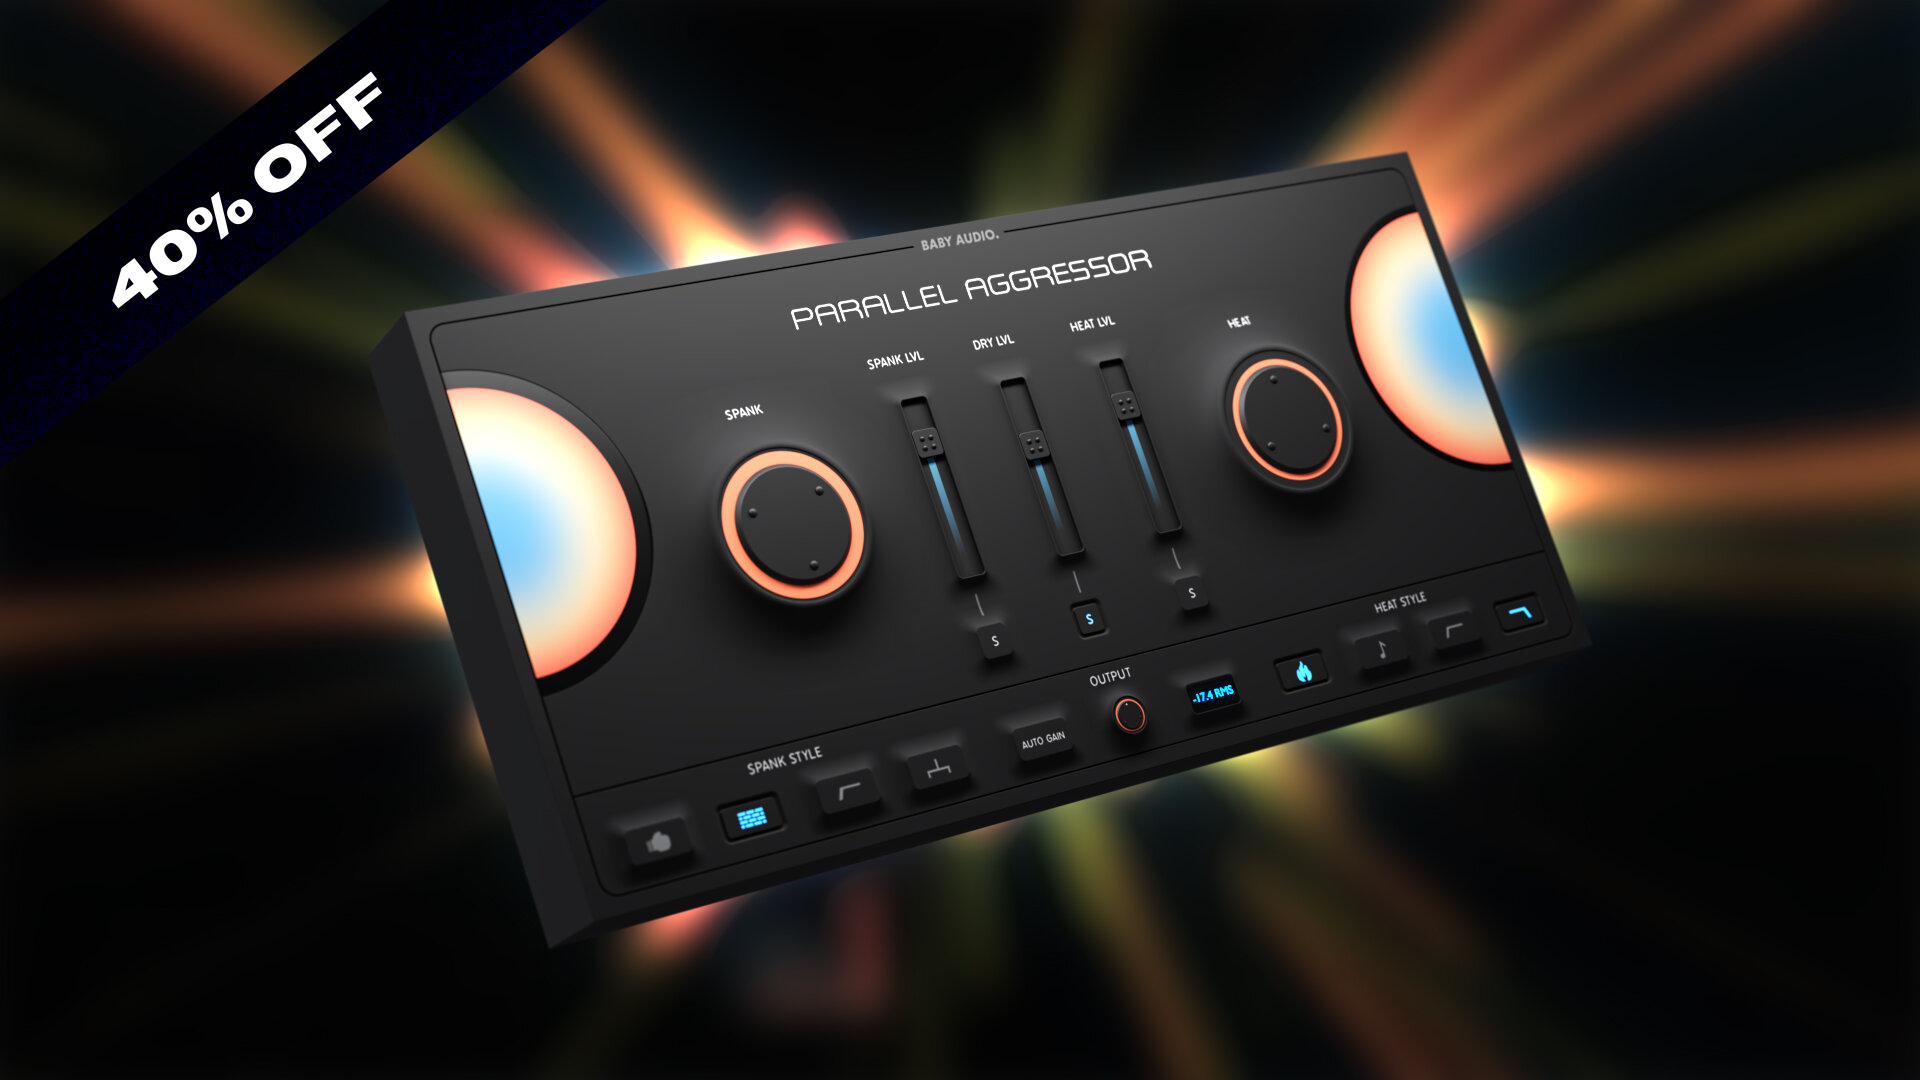 40% OFF
BABY AUDIO.
PARALLEL AGGRESSOR
SPANK
SPANK LVL
DRY LVL
HEAT LVL
HEAT
S
S
S
SPANK STYLE
AUTO GAIN
OUTPUT
-17.4 RMS
HEAT STYLE